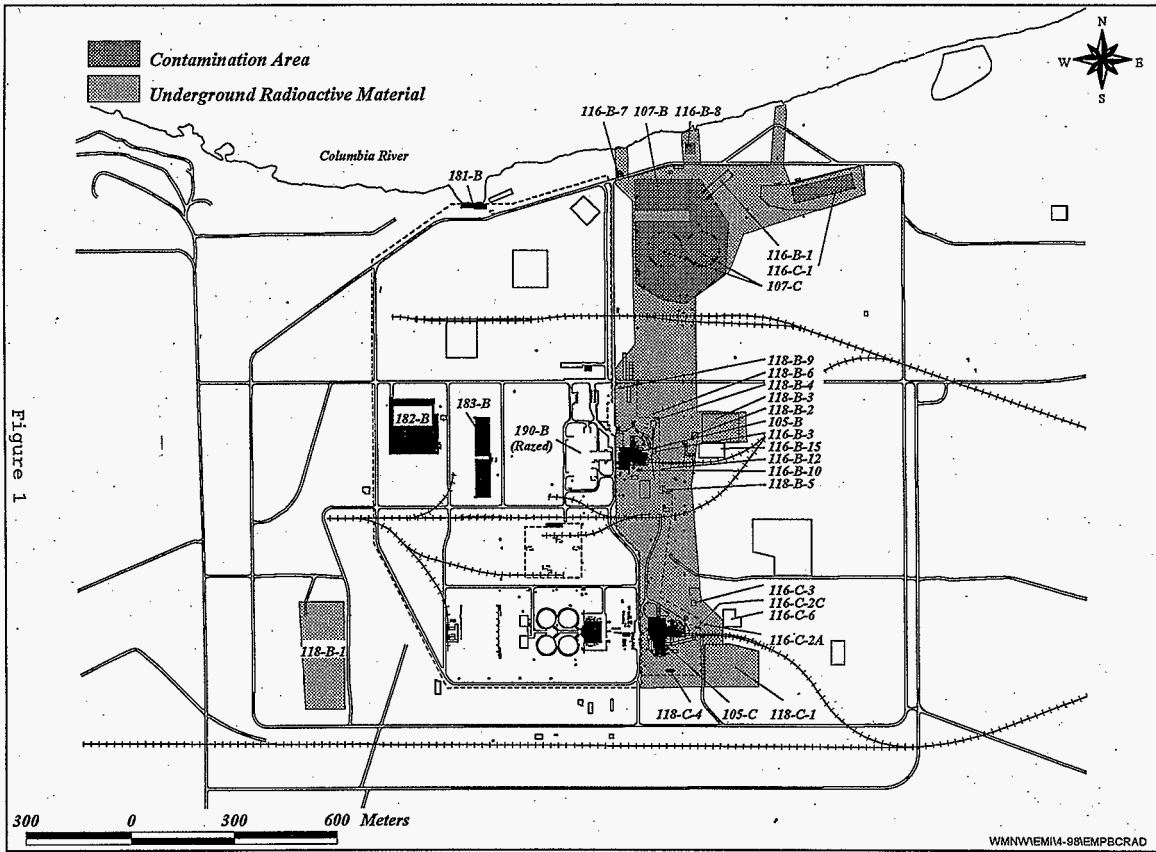 N
W E
S
Contamination Area
Underground Radioactive Material
116-B-7 107-B 116-B-8
Columbia River
181-B
116-B-1
116-C-1
107-C
118-B-9
118-B-6
118-B-4
118-B-3
118-B-2
105-B
116-B-3
116-B-15
116-B-12
116-B-10
118-B-5
182-B
183-B
190-B
(Razed)
Figure 1
116-C-3
116-C-2C
116-C-6
116-C-2A
118-B-1
118-C-4 105-C 118-C-1
300 0 300 600 Meters
WMNW\EMI\4-98\EMPBCRAD